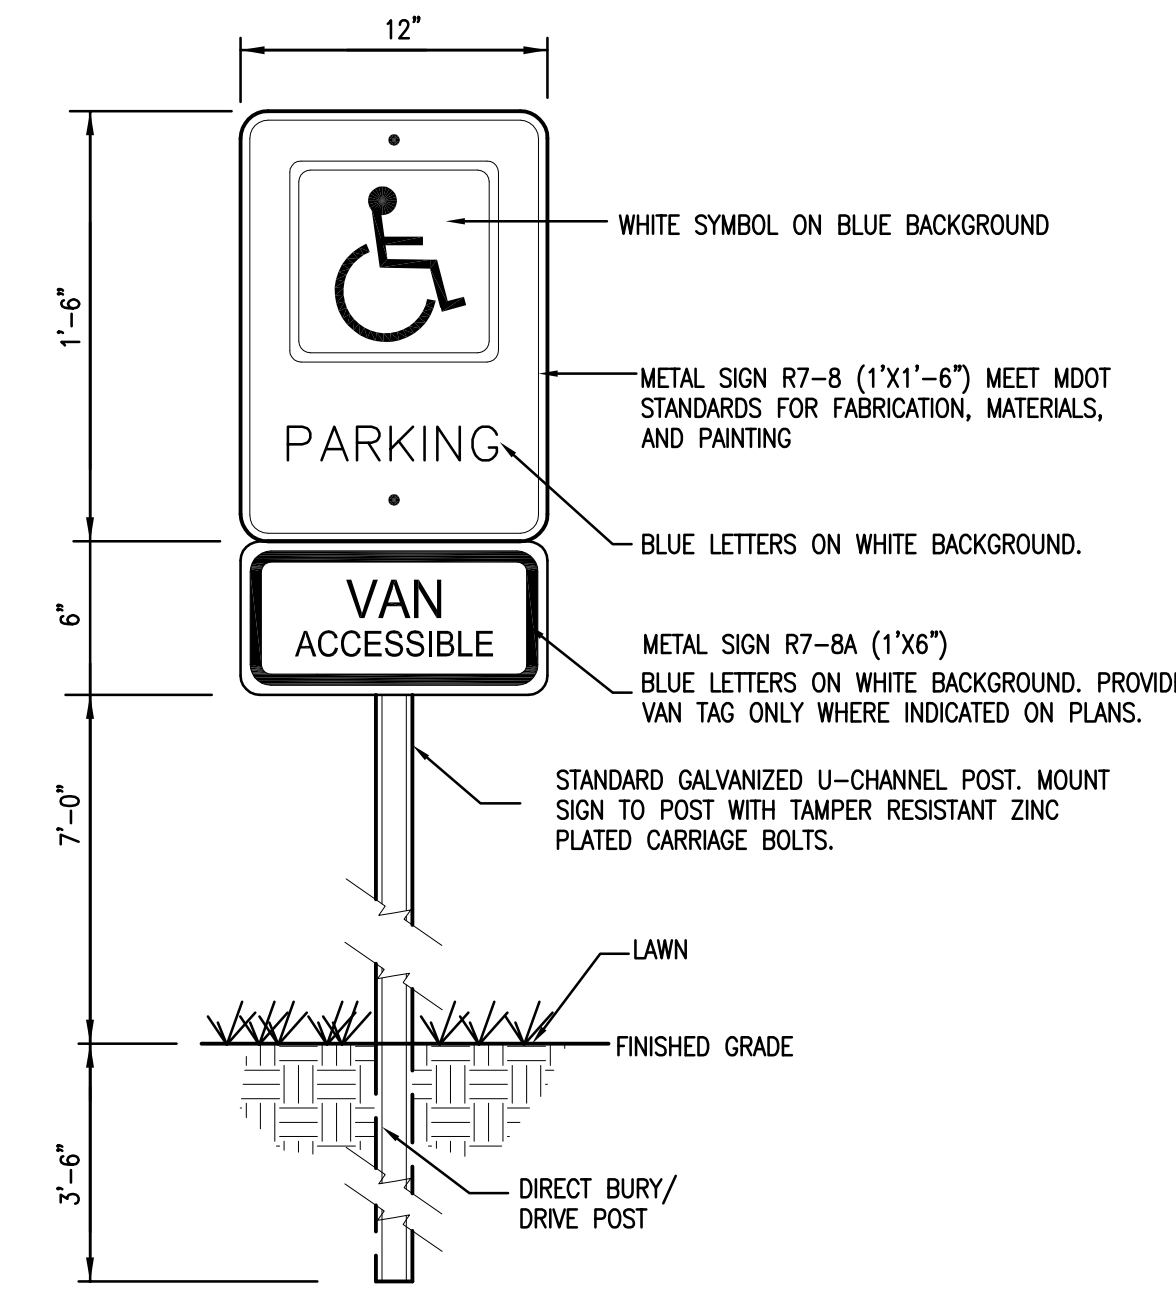 12"
WHITE SYMBOL ON BLUE BACKGROUND
1'-6"
METAL SIGN R7-8 (1'X1'-6") MEET MDOT
STANDARDS FOR FABRICATION, MATERIALS,
AND PAINTING
PARKING
BLUE LETTERS ON WHITE BACKGROUND.
6"
VAN
ACCESSIBLE
METAL SIGN R7-8A (1'X6")
BLUE LETTERS ON WHITE BACKGROUND.
VAN TAG ONLY WHERE INDICATED ON PLANS.
7'-0"
STANDARD GALVANIZED U-CHANNEL POST. MOUNT
SIGN TO POST WITH TAMPER RESISTANT ZINC
PLATED CARRIAGE BOLTS.
LAWN
FINISHED GRADE
3'-6"
DIRECT BURY/
DRIVE POST